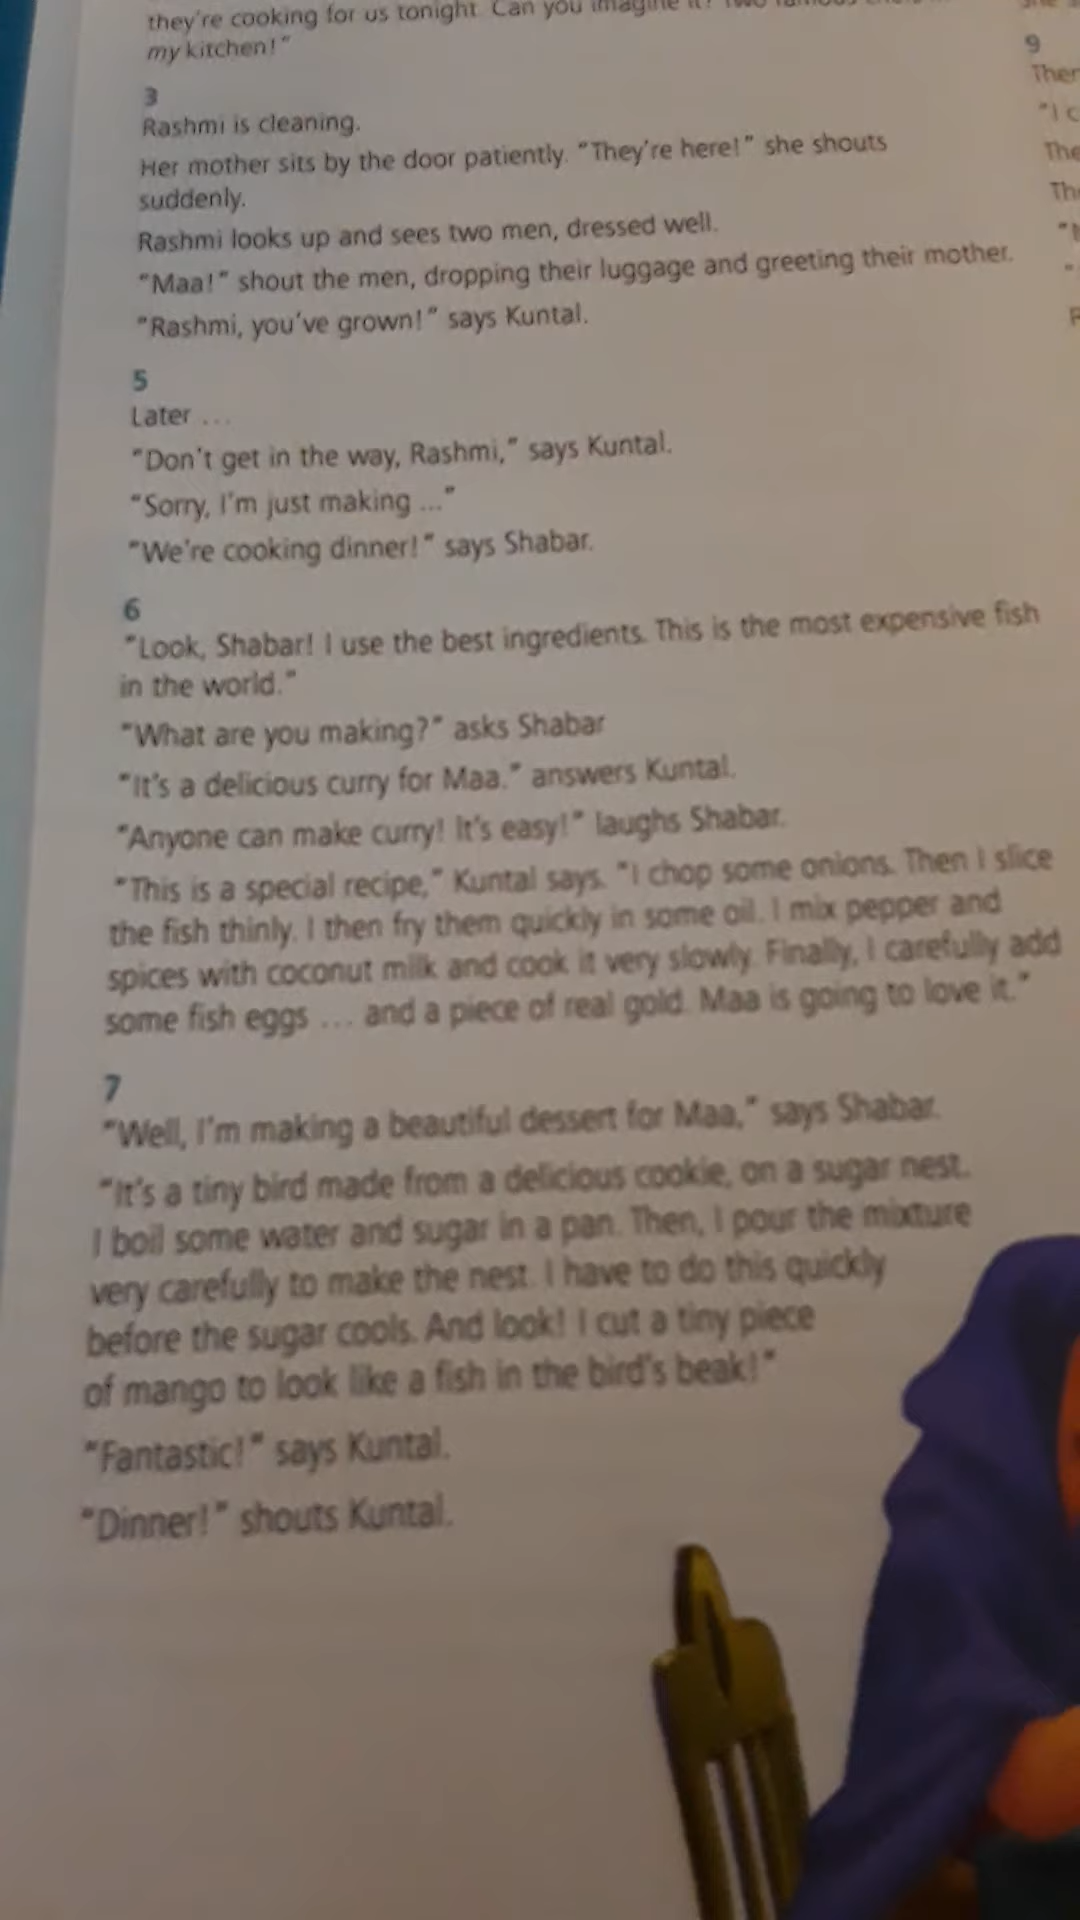 they're cooking for us tonight. Can you imagine it?
my kitchen!"
3
Rashmi is cleaning.
Her mother sits by the door patiently. "They're here!" she shouts
suddenly.
Rashmi looks up and sees two men, dressed well.
"Maa!" shout the men, dropping their luggage and greeting their mother.
"Rashmi, you've grown!" says Kuntal.
5
Later ...
"Don't get in the way, Rashmi," says Kuntal.
"Sorry, I'm just making ..."
"We're cooking dinner!" says Shabar.
6
"Look, Shabar! I use the best ingredients. This is the most expensive fish
in the world."
"What are you making?" asks Shabar
"It's a delicious curry for Maa." answers Kuntal.
"Anyone can make curry! It's easy!" laughs Shabar.
"This is a special recipe," Kuntal says. "I chop some onions. Then I slice
the fish thinly. I then fry them quickly in some oil. I mix pepper and
spices with coconut milk and cook it very slowly. Finally, I carefully add
some fish eggs ... and a piece of real gold. Maa is going to love it."
7
"Well, I'm making a beautiful dessert for Maa," says Shabar.
"It's a tiny bird made from a delicious cookie, on a sugar nest.
I boil some water and sugar in a pan. Then, I pour the mixture
very carefully to make the nest. I have to do this quickly
before the sugar cools. And look! I cut a tiny piece
of mango to look like a fish in the bird's beak!"
"Fantastic!" says Kuntal.
"Dinner!" shouts Kuntal.
9
"I